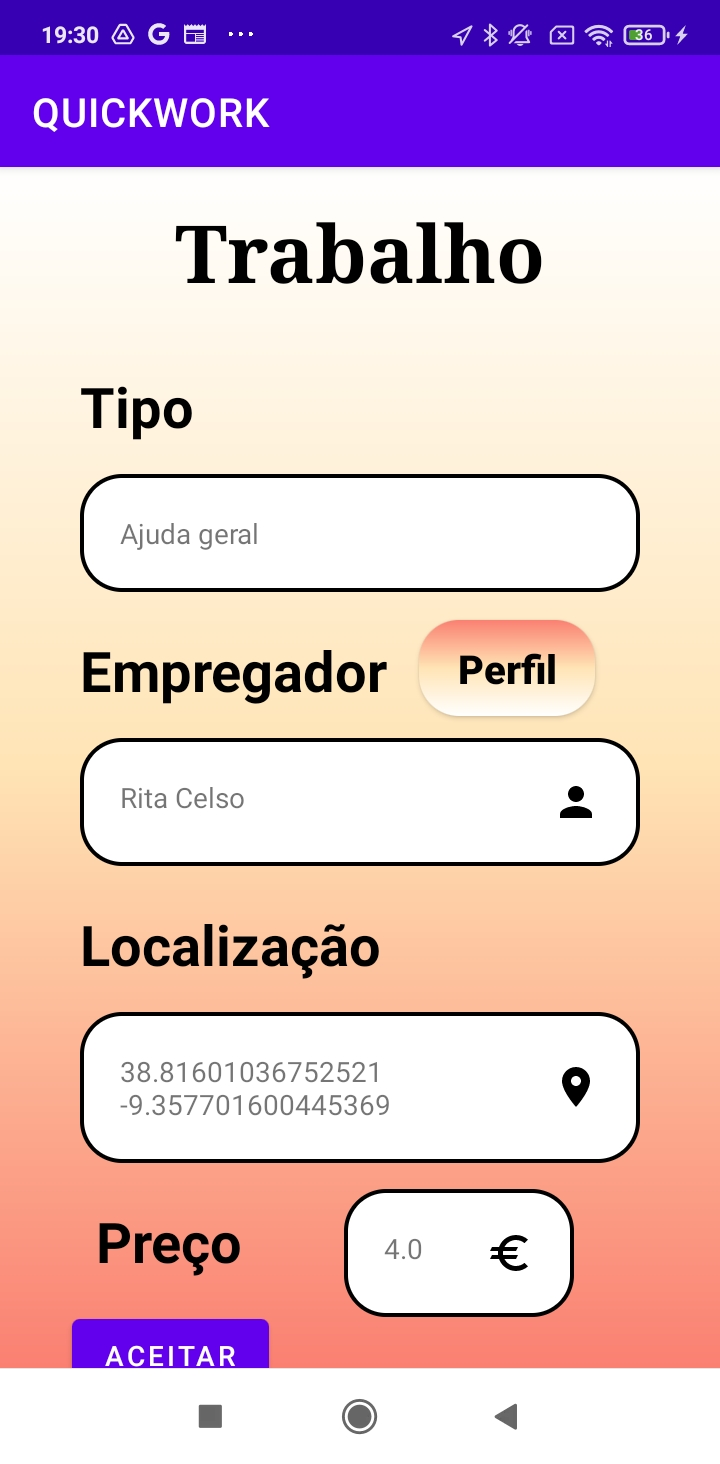 19:30
36
QUICKWORK
Trabalho
Tipo
Ajuda geral
Empregador
Perfil
Rita Celso
Localização
38.81601036752521
-9.357701600445369
Preço
4.0 €
ACEITAR